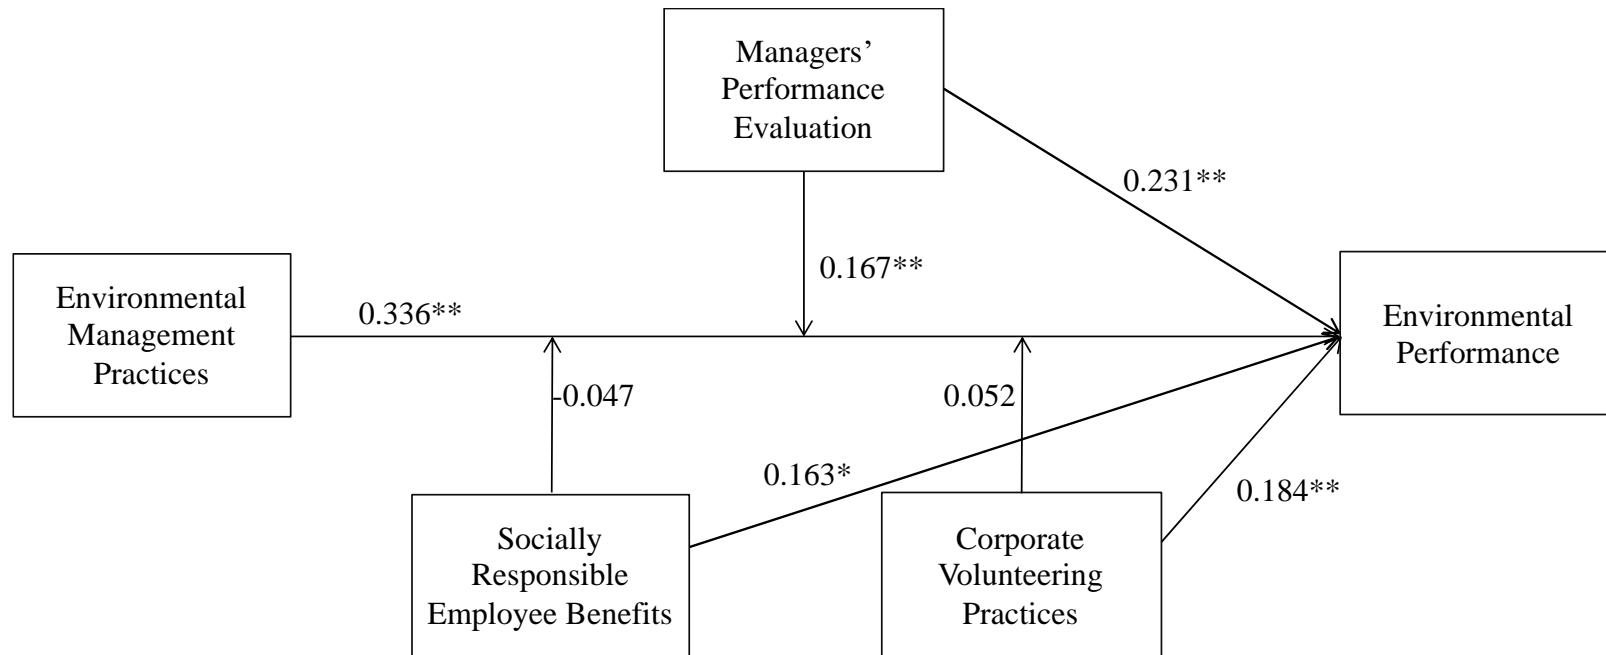 Managers’
Performance
Evaluation
0.231**
0.167**
Environmental
Management
Practices
0.336**
Environmental
Performance
-0.047
0.052
0.163*
0.184**
Socially
Responsible
Employee Benefits
Corporate
Volunteering
Practices